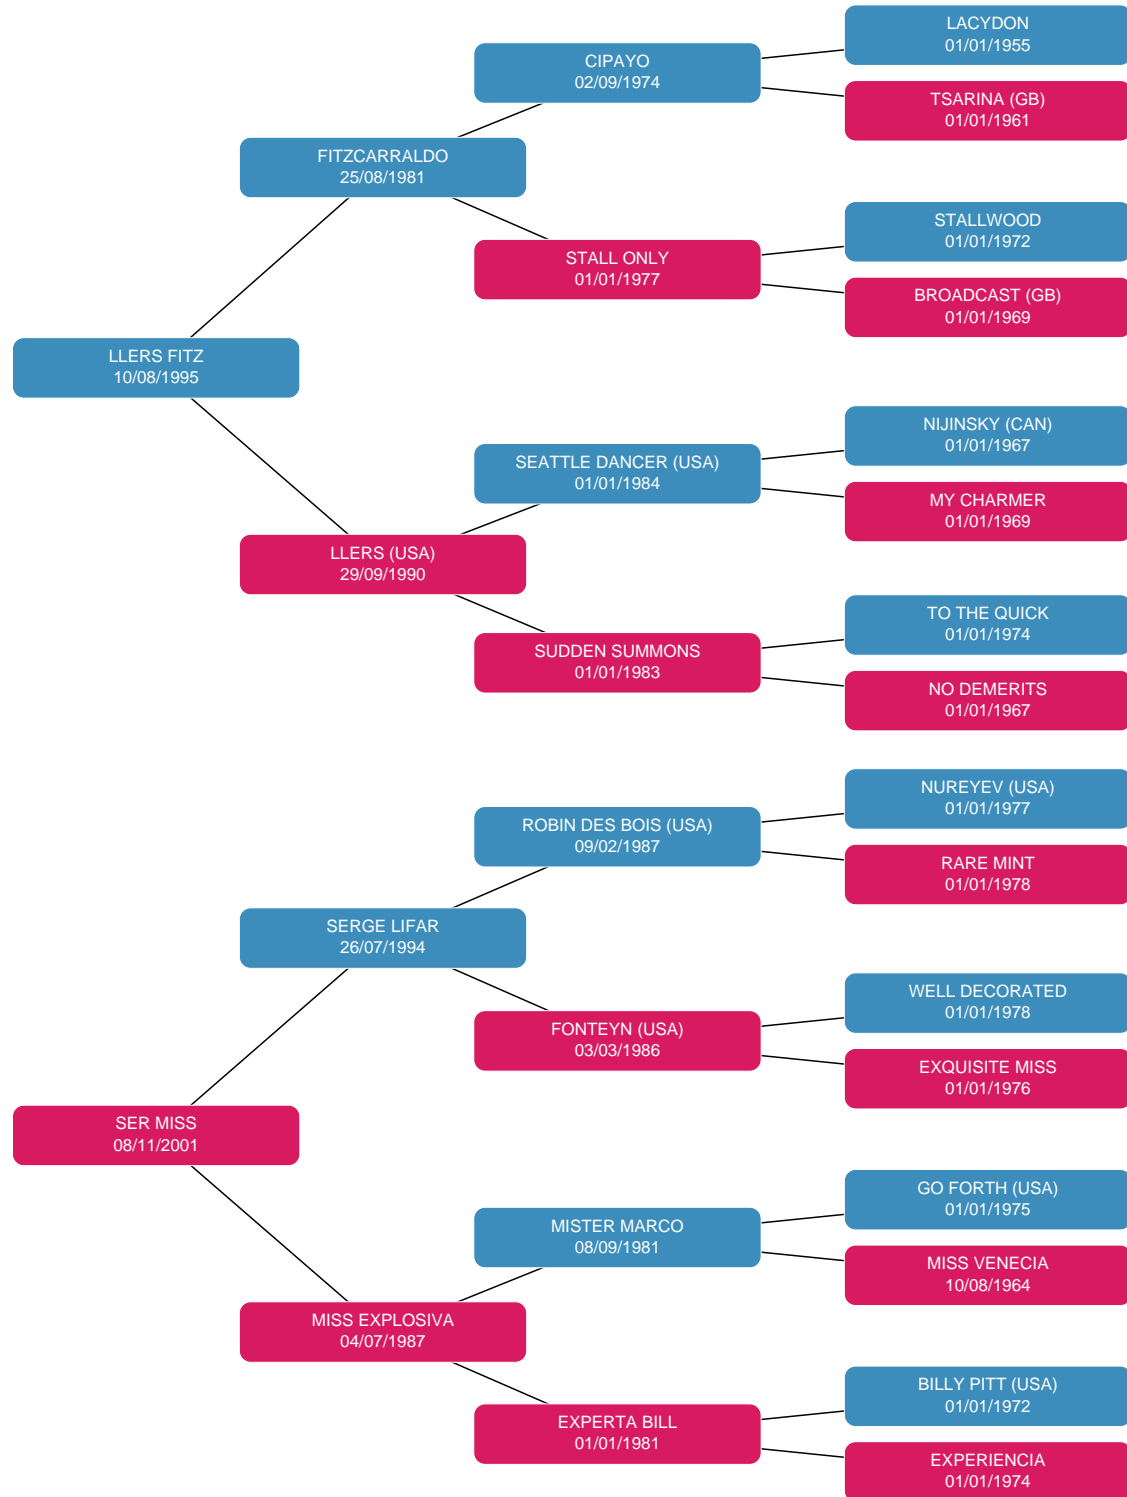 LACYDON
01/01/1955
CIPAYO
02/09/1974
TSARINA (GB)
01/01/1961
FITZCARRALDO
25/08/1981
STALLWOOD
01/01/1972
STALL ONLY
01/01/1977
BROADCAST (GB)
01/01/1969
LLERS FITZ
10/08/1995
NIJINSKY (CAN)
01/01/1967
SEATTLE DANCER (USA)
01/01/1984
MY CHARMER
01/01/1969
LLERS (USA)
29/09/1990
TO THE QUICK
01/01/1974
SUDDEN SUMMONS
01/01/1983
NO DEMERITS
01/01/1967
NUREYEV (USA)
01/01/1977
ROBIN DES BOIS (USA)
09/02/1987
RARE MINT
01/01/1978
SERGE LIFAR
26/07/1994
WELL DECORATED
01/01/1978
FONTEYN (USA)
03/03/1986
EXQUISITE MISS
01/01/1976
SER MISS
08/11/2001
GO FORTH (USA)
01/01/1975
MISTER MARCO
08/09/1981
MISS VENECIA
10/08/1964
MISS EXPLOSIVA
04/07/1987
BILLY PITT (USA)
01/01/1972
EXPERTA BILL
01/01/1981
EXPERIENCIA
01/01/1974